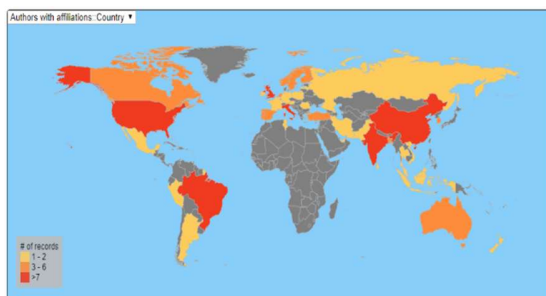 Authors with affiliations::Country ▼
# of records
1 - 2
3 - 6
>7